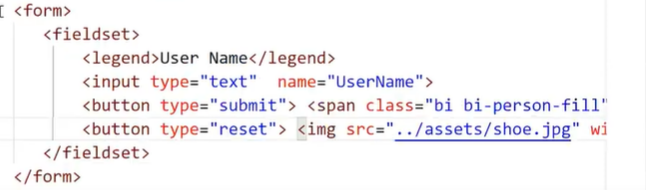 <form>
<fieldset>
<legend>User Name</legend>
<input type="text"  name="UserName">
<button type="submit"> <span class="bi bi-person-fill"
<button type="reset"> <img src="../assets/shoe.jpg" wi
</fieldset>
</form>